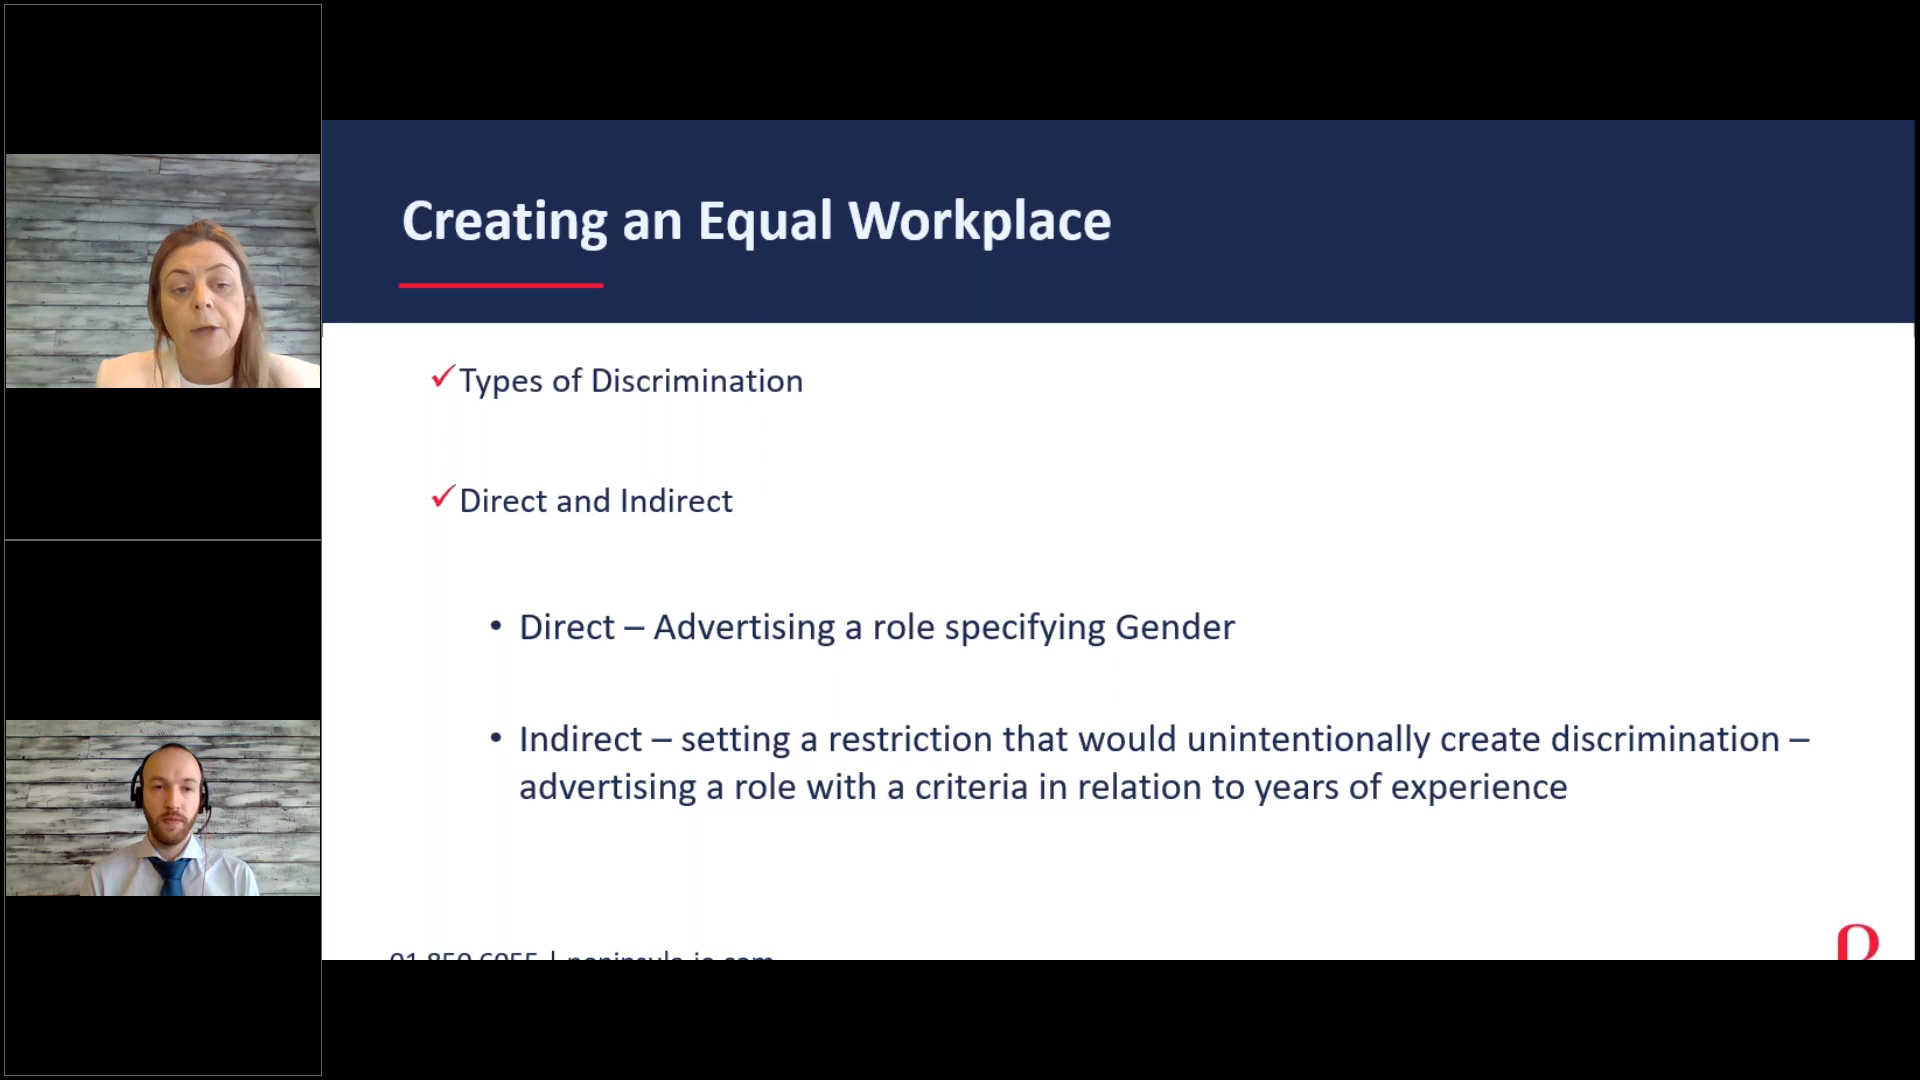 Creating an Equal Workplace
✓Types of Discrimination
✓Direct and Indirect
• Direct – Advertising a role specifying Gender
• Indirect – setting a restriction that would unintentionally create discrimination –
advertising a role with a criteria in relation to years of experience